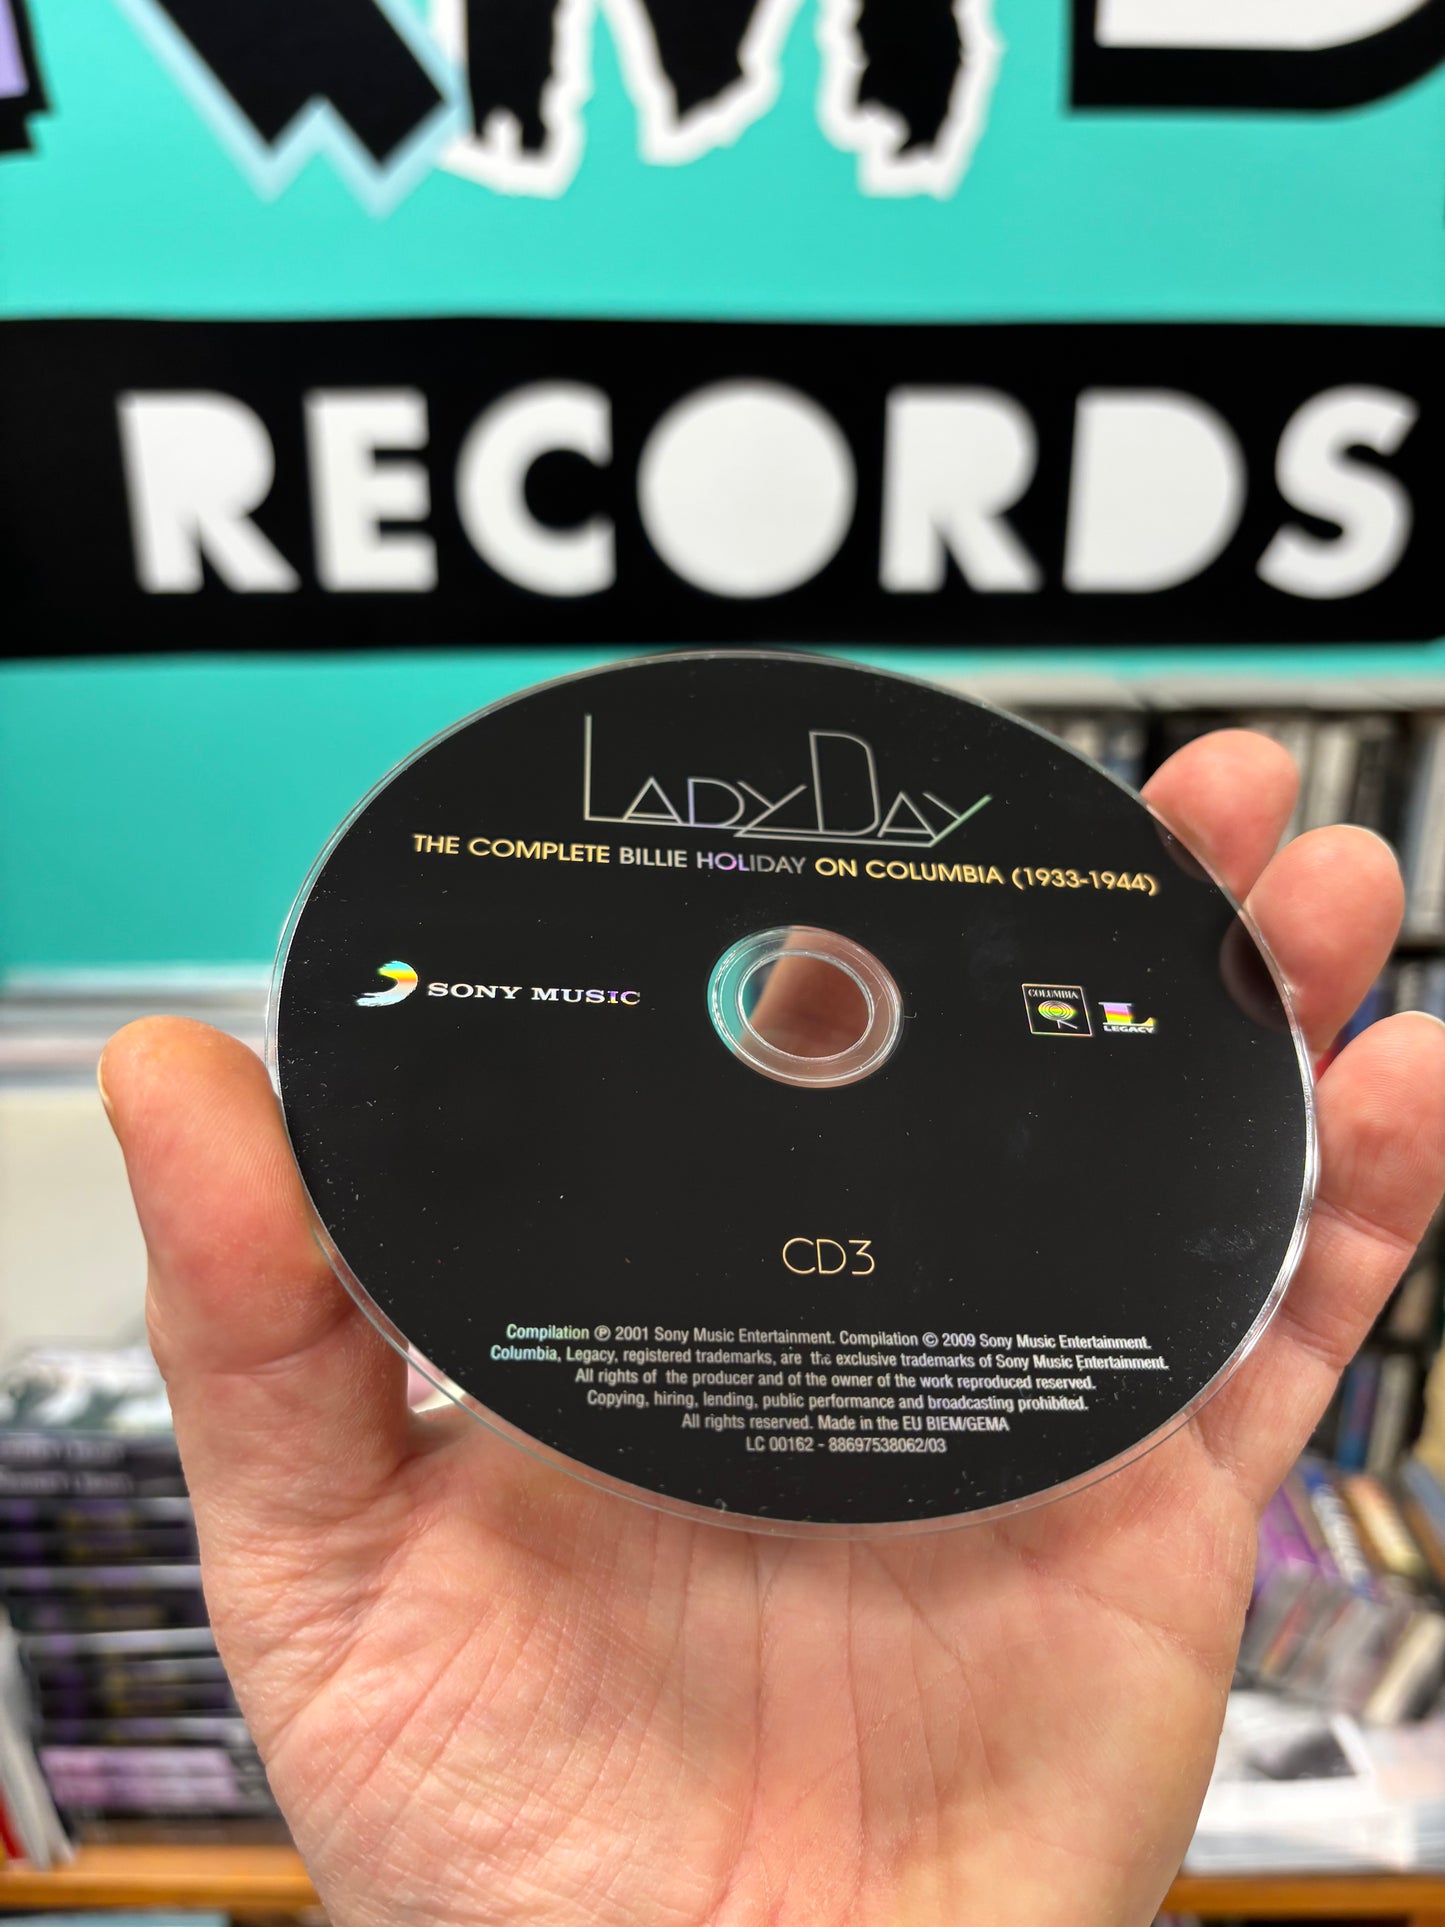 RECORDS
LADY DAY
THE COMPLETE BILLIE HOLIDAY ON COLUMBIA (1933-1944)
SONY MUSIC
COLUMBIA
L
LEGACY
CD3
Compilation ℗ 2001 Sony Music Entertainment. Compilation © 2009 Sony Music Entertainment.
Columbia, Legacy, registered trademarks, are the exclusive trademarks of Sony Music Entertainment.
All rights of the producer and of the owner of the work reproduced reserved.
Copying, hiring, lending, public performance and broadcasting prohibited.
All rights reserved. Made in the EU BIEM/GEMA
LC 00162 - 88697538062/03